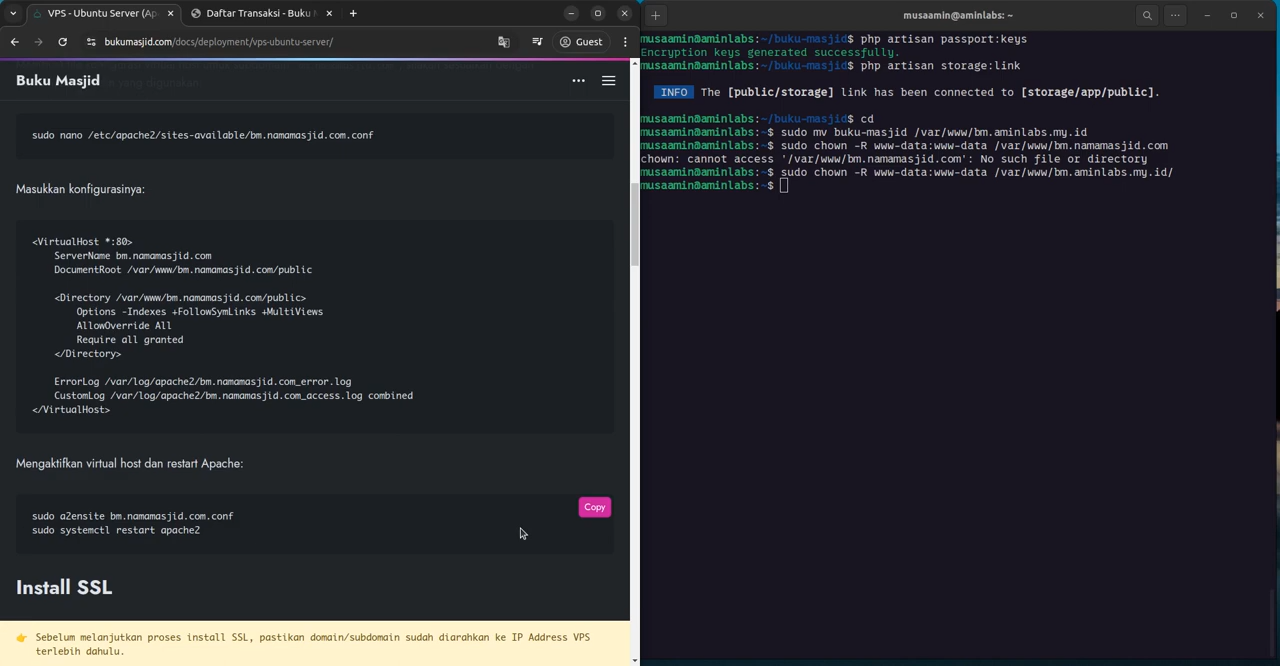 VPS - Ubuntu Server (Ap
Daftar Transaksi - Buku M
bukumasjid.com/docs/deployment/vps-ubuntu-server/
Guest
Buku Masjid
yang digunakan.
sudo nano /etc/apache2/sites-available/bm.namamasjid.com.conf
Masukkan konfigurasinya:
<VirtualHost *:80>
ServerName bm.namamasjid.com
DocumentRoot /var/www/bm.namamasjid.com/public
<Directory /var/www/bm.namamasjid.com/public>
Options -Indexes +FollowSymLinks +MultiViews
AllowOverride All
Require all granted
</Directory>
ErrorLog /var/log/apache2/bm.namamasjid.com_error.log
CustomLog /var/log/apache2/bm.namamasjid.com_access.log combined
</VirtualHost>
Mengaktifkan virtual host dan restart Apache:
Copy
sudo a2ensite bm.namamasjid.com.conf
sudo systemctl restart apache2
Install SSL
👉 Sebelum melanjutkan proses install SSL, pastikan domain/subdomain sudah diarahkan ke IP Address VPS
terlebih dahulu.
musaamin@aminlabs: ~
musaamin@aminlabs:~/buku-masjid$ php artisan passport:keys
Encryption keys generated successfully.
musaamin@aminlabs:~/buku-masjid$ php artisan storage:link
INFO The [public/storage] link has been connected to [storage/app/public].
musaamin@aminlabs:~/buku-masjid$ cd
musaamin@aminlabs:~$ sudo mv buku-masjid /var/www/bm.aminlabs.my.id
musaamin@aminlabs:~$ sudo chown -R www-data:www-data /var/www/bm.namamasjid.com
chown: cannot access '/var/www/bm.namamasjid.com': No such file or directory
musaamin@aminlabs:~$ sudo chown -R www-data:www-data /var/www/bm.aminlabs.my.id/
musaamin@aminlabs:~$